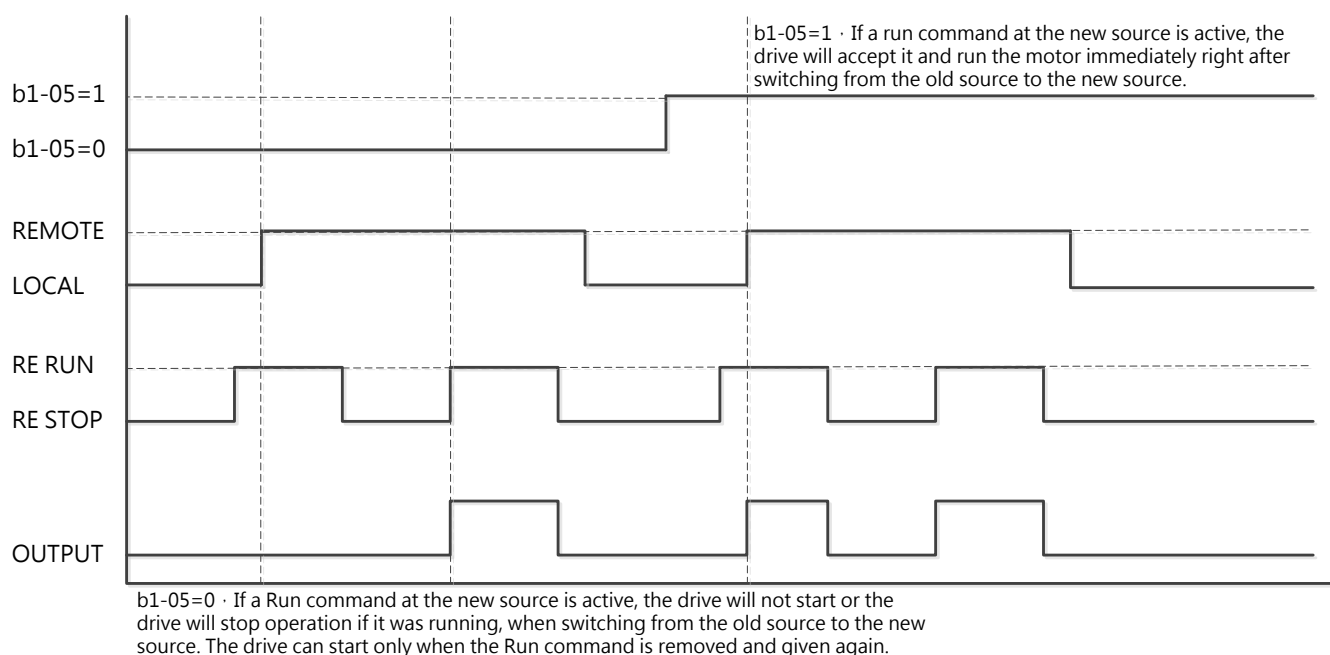 b1-05=1 · If a run command at the new source is active, the
drive will accept it and run the motor immediately right after
switching from the old source to the new source.
b1-05=1
b1-05=0
REMOTE
LOCAL
RE RUN
RE STOP
OUTPUT
b1-05=0 · If a Run command at the new source is active, the drive will not start or the
drive will stop operation if it was running, when switching from the old source to the new
source. The drive can start only when the Run command is removed and given again.